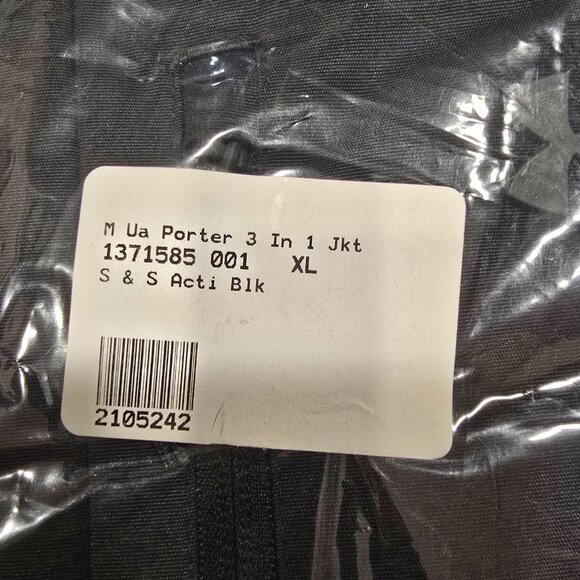 M Ua Porter 3 In 1 Jkt
1371585 001 XL
S & S Acti Blk
2105242